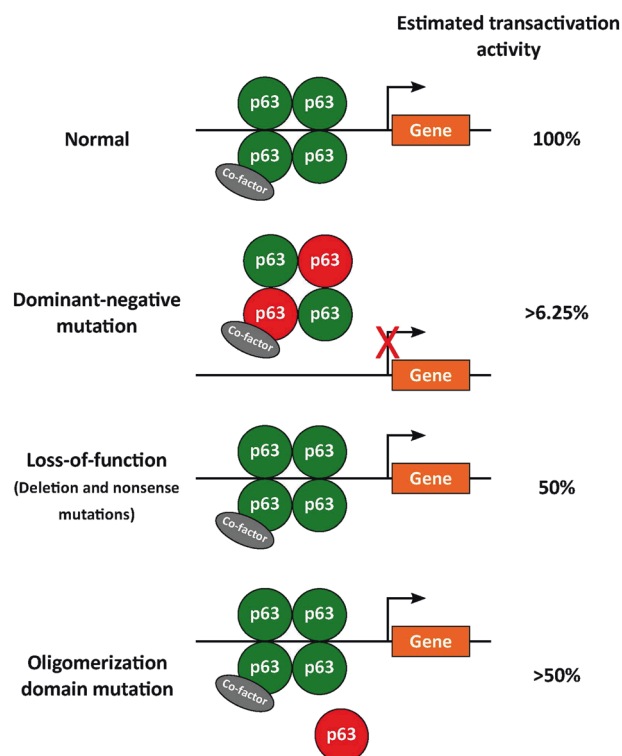 Estimated transactivation
activity
Normal
p63 p63
p63 p63
Co-factor
Gene
100%
Dominant-negative
mutation
p63 p63
p63 p63
Co-factor
X
Gene
>6.25%
Loss-of-function
(Deletion and nonsense
mutations)
p63 p63
p63 p63
Co-factor
Gene
50%
Oligomerization
domain mutation
p63 p63
p63 p63
Co-factor
p63
Gene
>50%